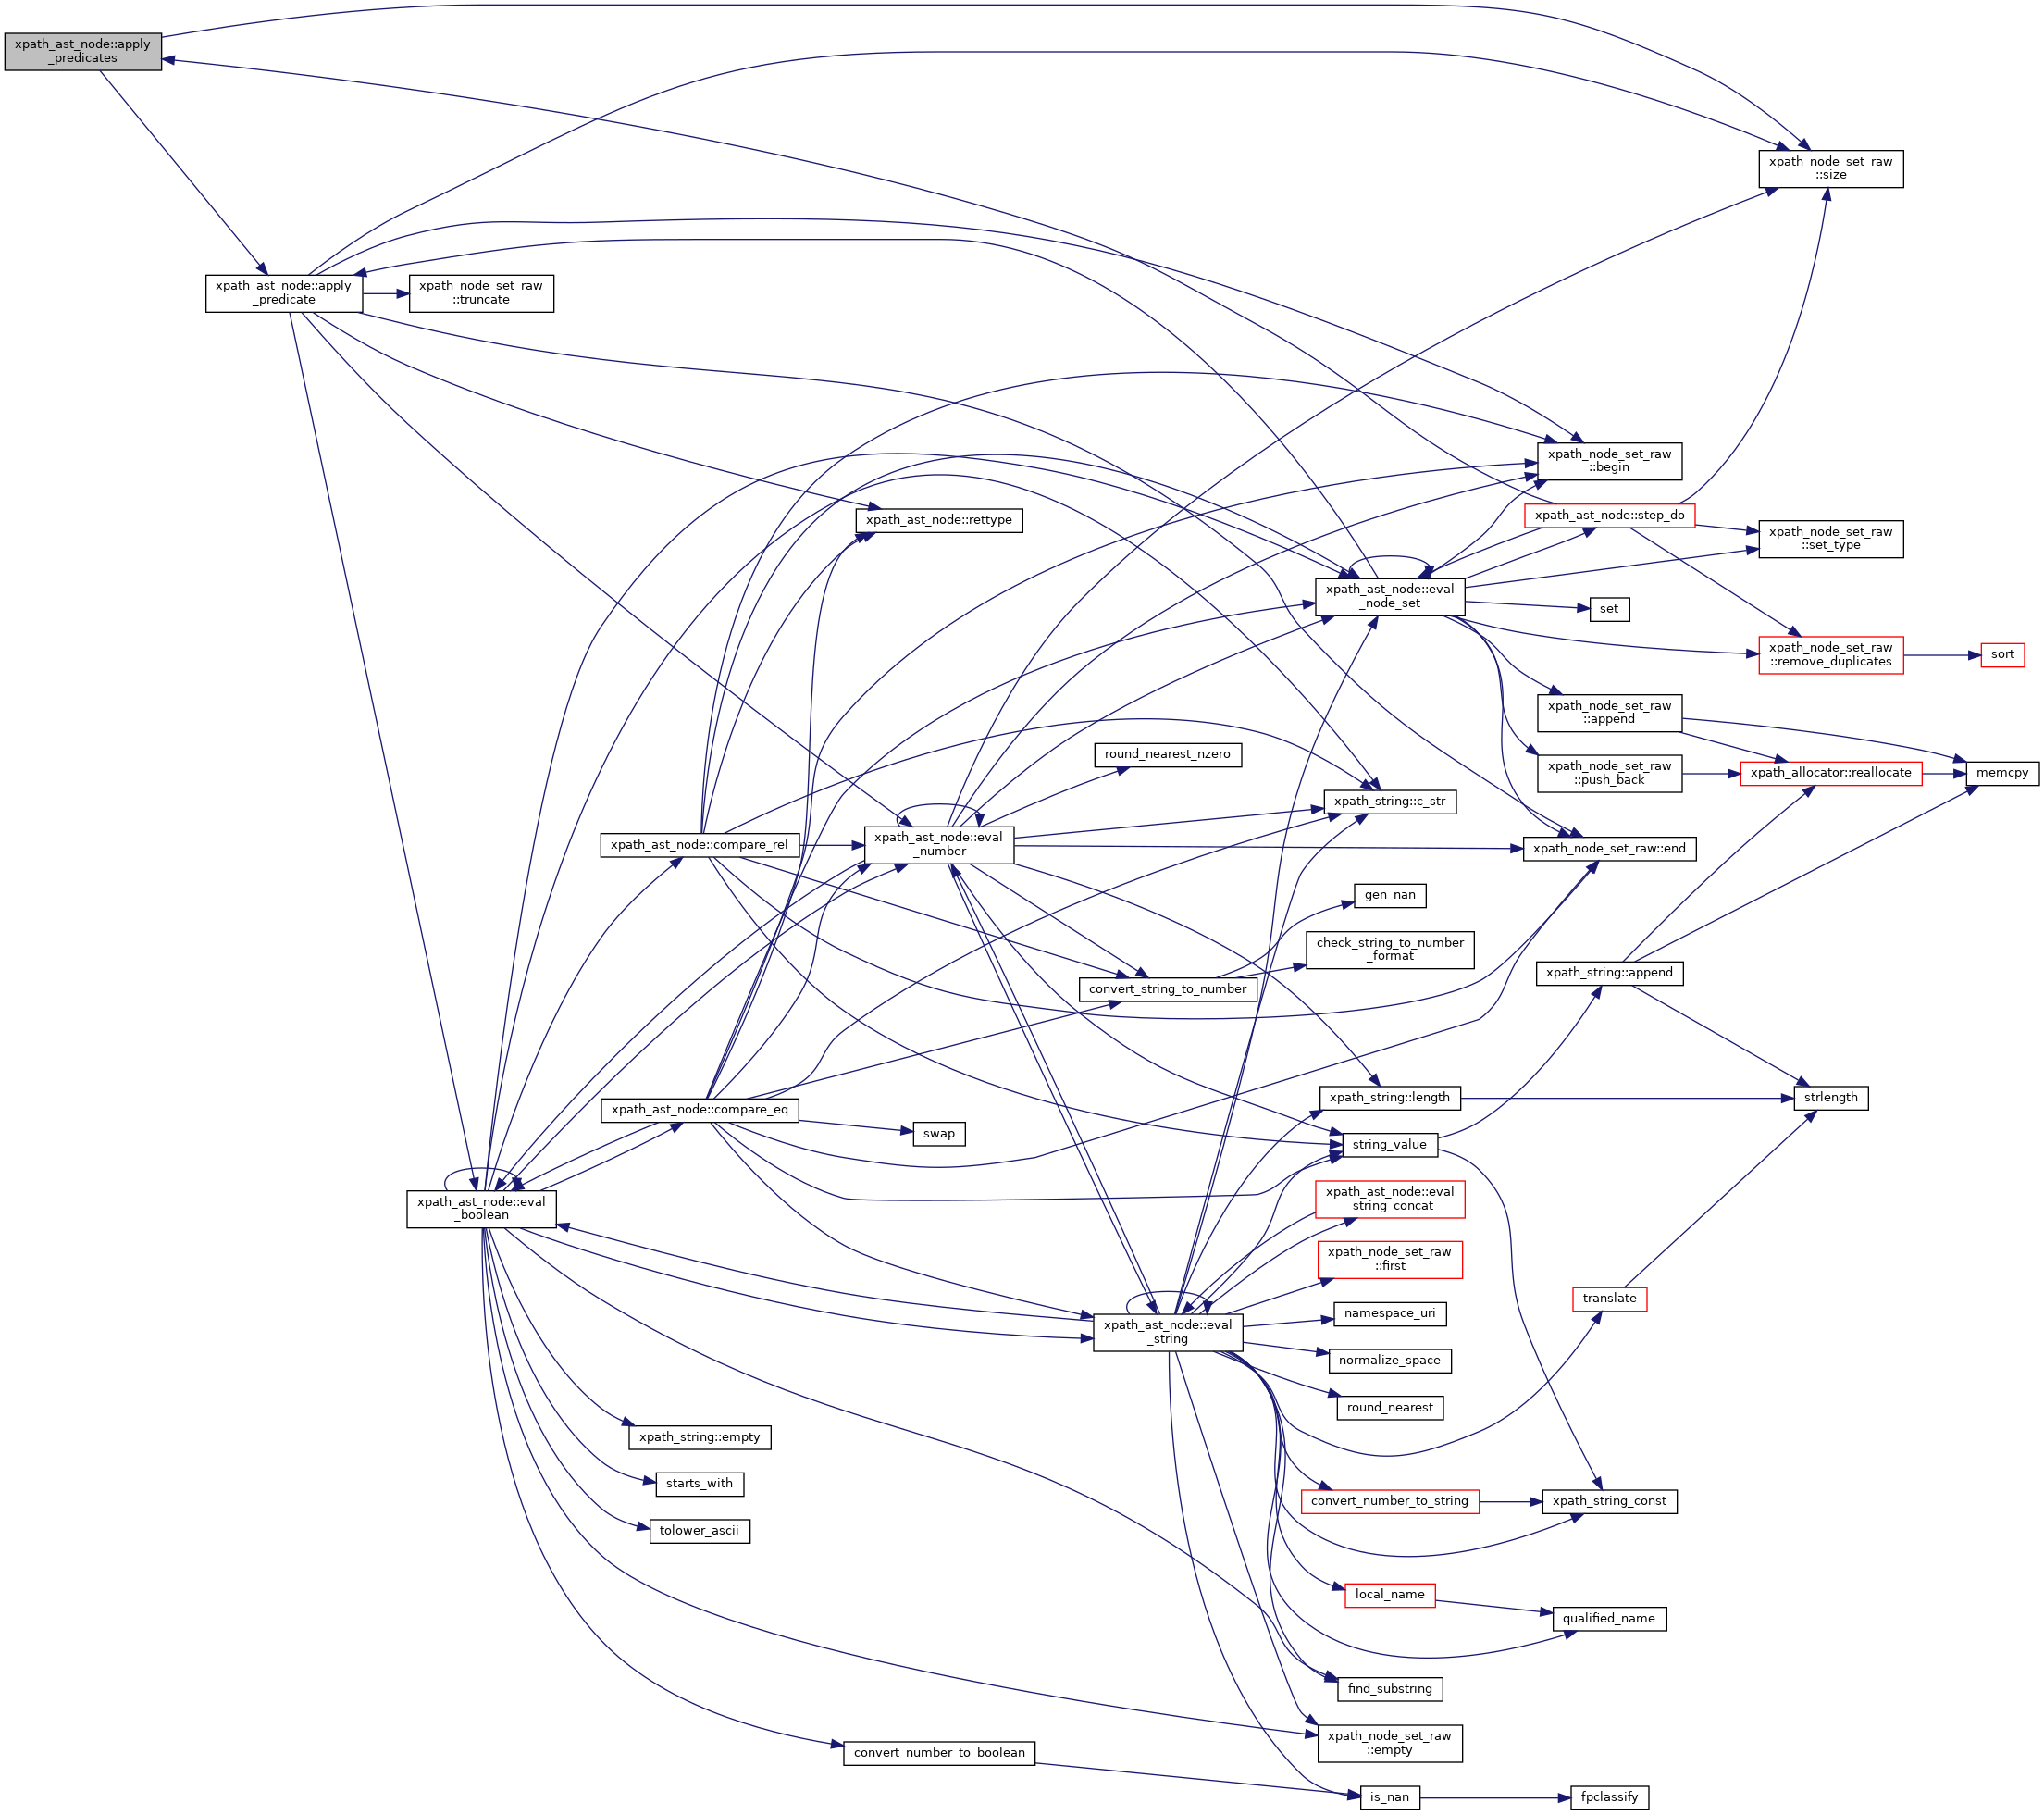 xpath_ast_node::apply
_predicates
xpath_node_set_raw
::size
xpath_ast_node::apply
_predicate
xpath_node_set_raw
::truncate
xpath_node_set_raw
::begin
xpath_ast_node::rettype
xpath_ast_node::step_do
xpath_node_set_raw
::set_type
xpath_ast_node::eval
_node_set
set
xpath_node_set_raw
::remove_duplicates
sort
xpath_node_set_raw
::append
round_nearest_nzero
xpath_node_set_raw
::push_back
xpath_allocator::reallocate
memcpy
xpath_string::c_str
xpath_ast_node::compare_rel
xpath_ast_node::eval
_number
xpath_node_set_raw::end
gen_nan
check_string_to_number
_format
xpath_string::append
convert_string_to_number
xpath_string::length
strlength
xpath_ast_node::compare_eq
swap
string_value
xpath_ast_node::eval
_boolean
xpath_ast_node::eval
_string_concat
xpath_node_set_raw
::first
translate
namespace_uri
xpath_ast_node::eval
_string
normalize_space
round_nearest
xpath_string::empty
starts_with
convert_number_to_string
xpath_string_const
tolower_ascii
local_name
qualified_name
find_substring
xpath_node_set_raw
::empty
convert_number_to_boolean
is_nan
fpclassify